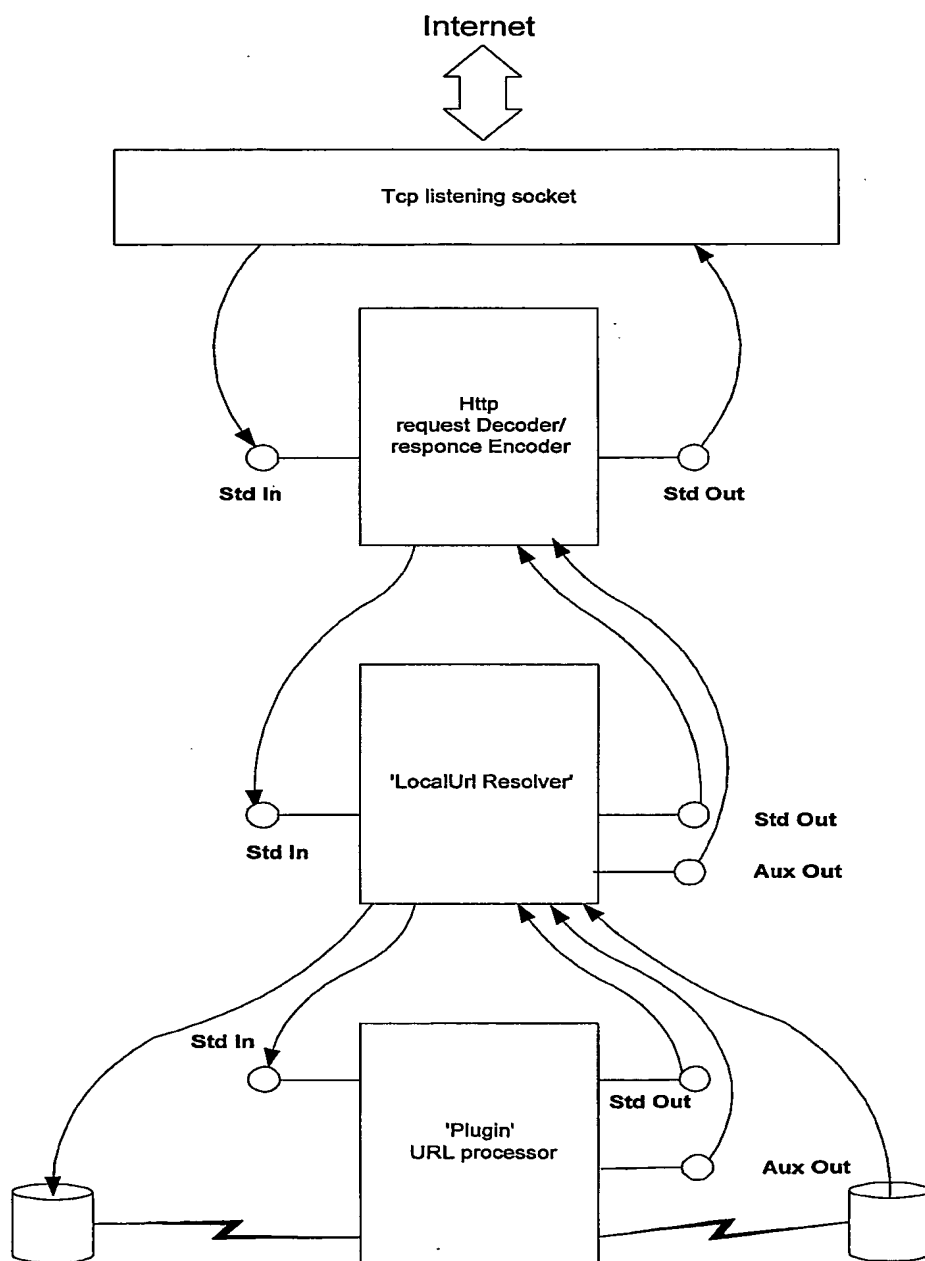 Internet
Tcp listening socket
Http
request Decoder/
responce Encoder
Std In
Std Out
'LocalUrl Resolver'
Std In
Std Out
Aux Out
Std In
Std Out
'Plugin'
URL processor
Aux Out